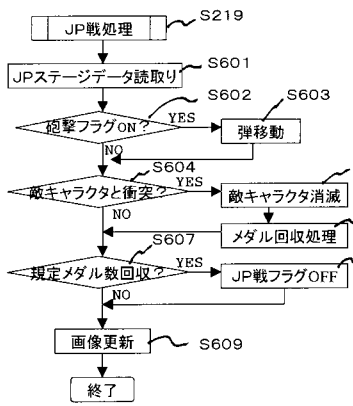 JP戦処理
S219
JPステージデータ読取り
S601
S602
砲撃フラグON?
YES
S603
弾移動
NO
S604
敵キャラクタと衝突?
YES
敵キャラクタ消滅
NO
メダル回収処理
S607
規定メダル数回収?
YES
JP戦フラグOFF
NO
画像更新
S609
終了